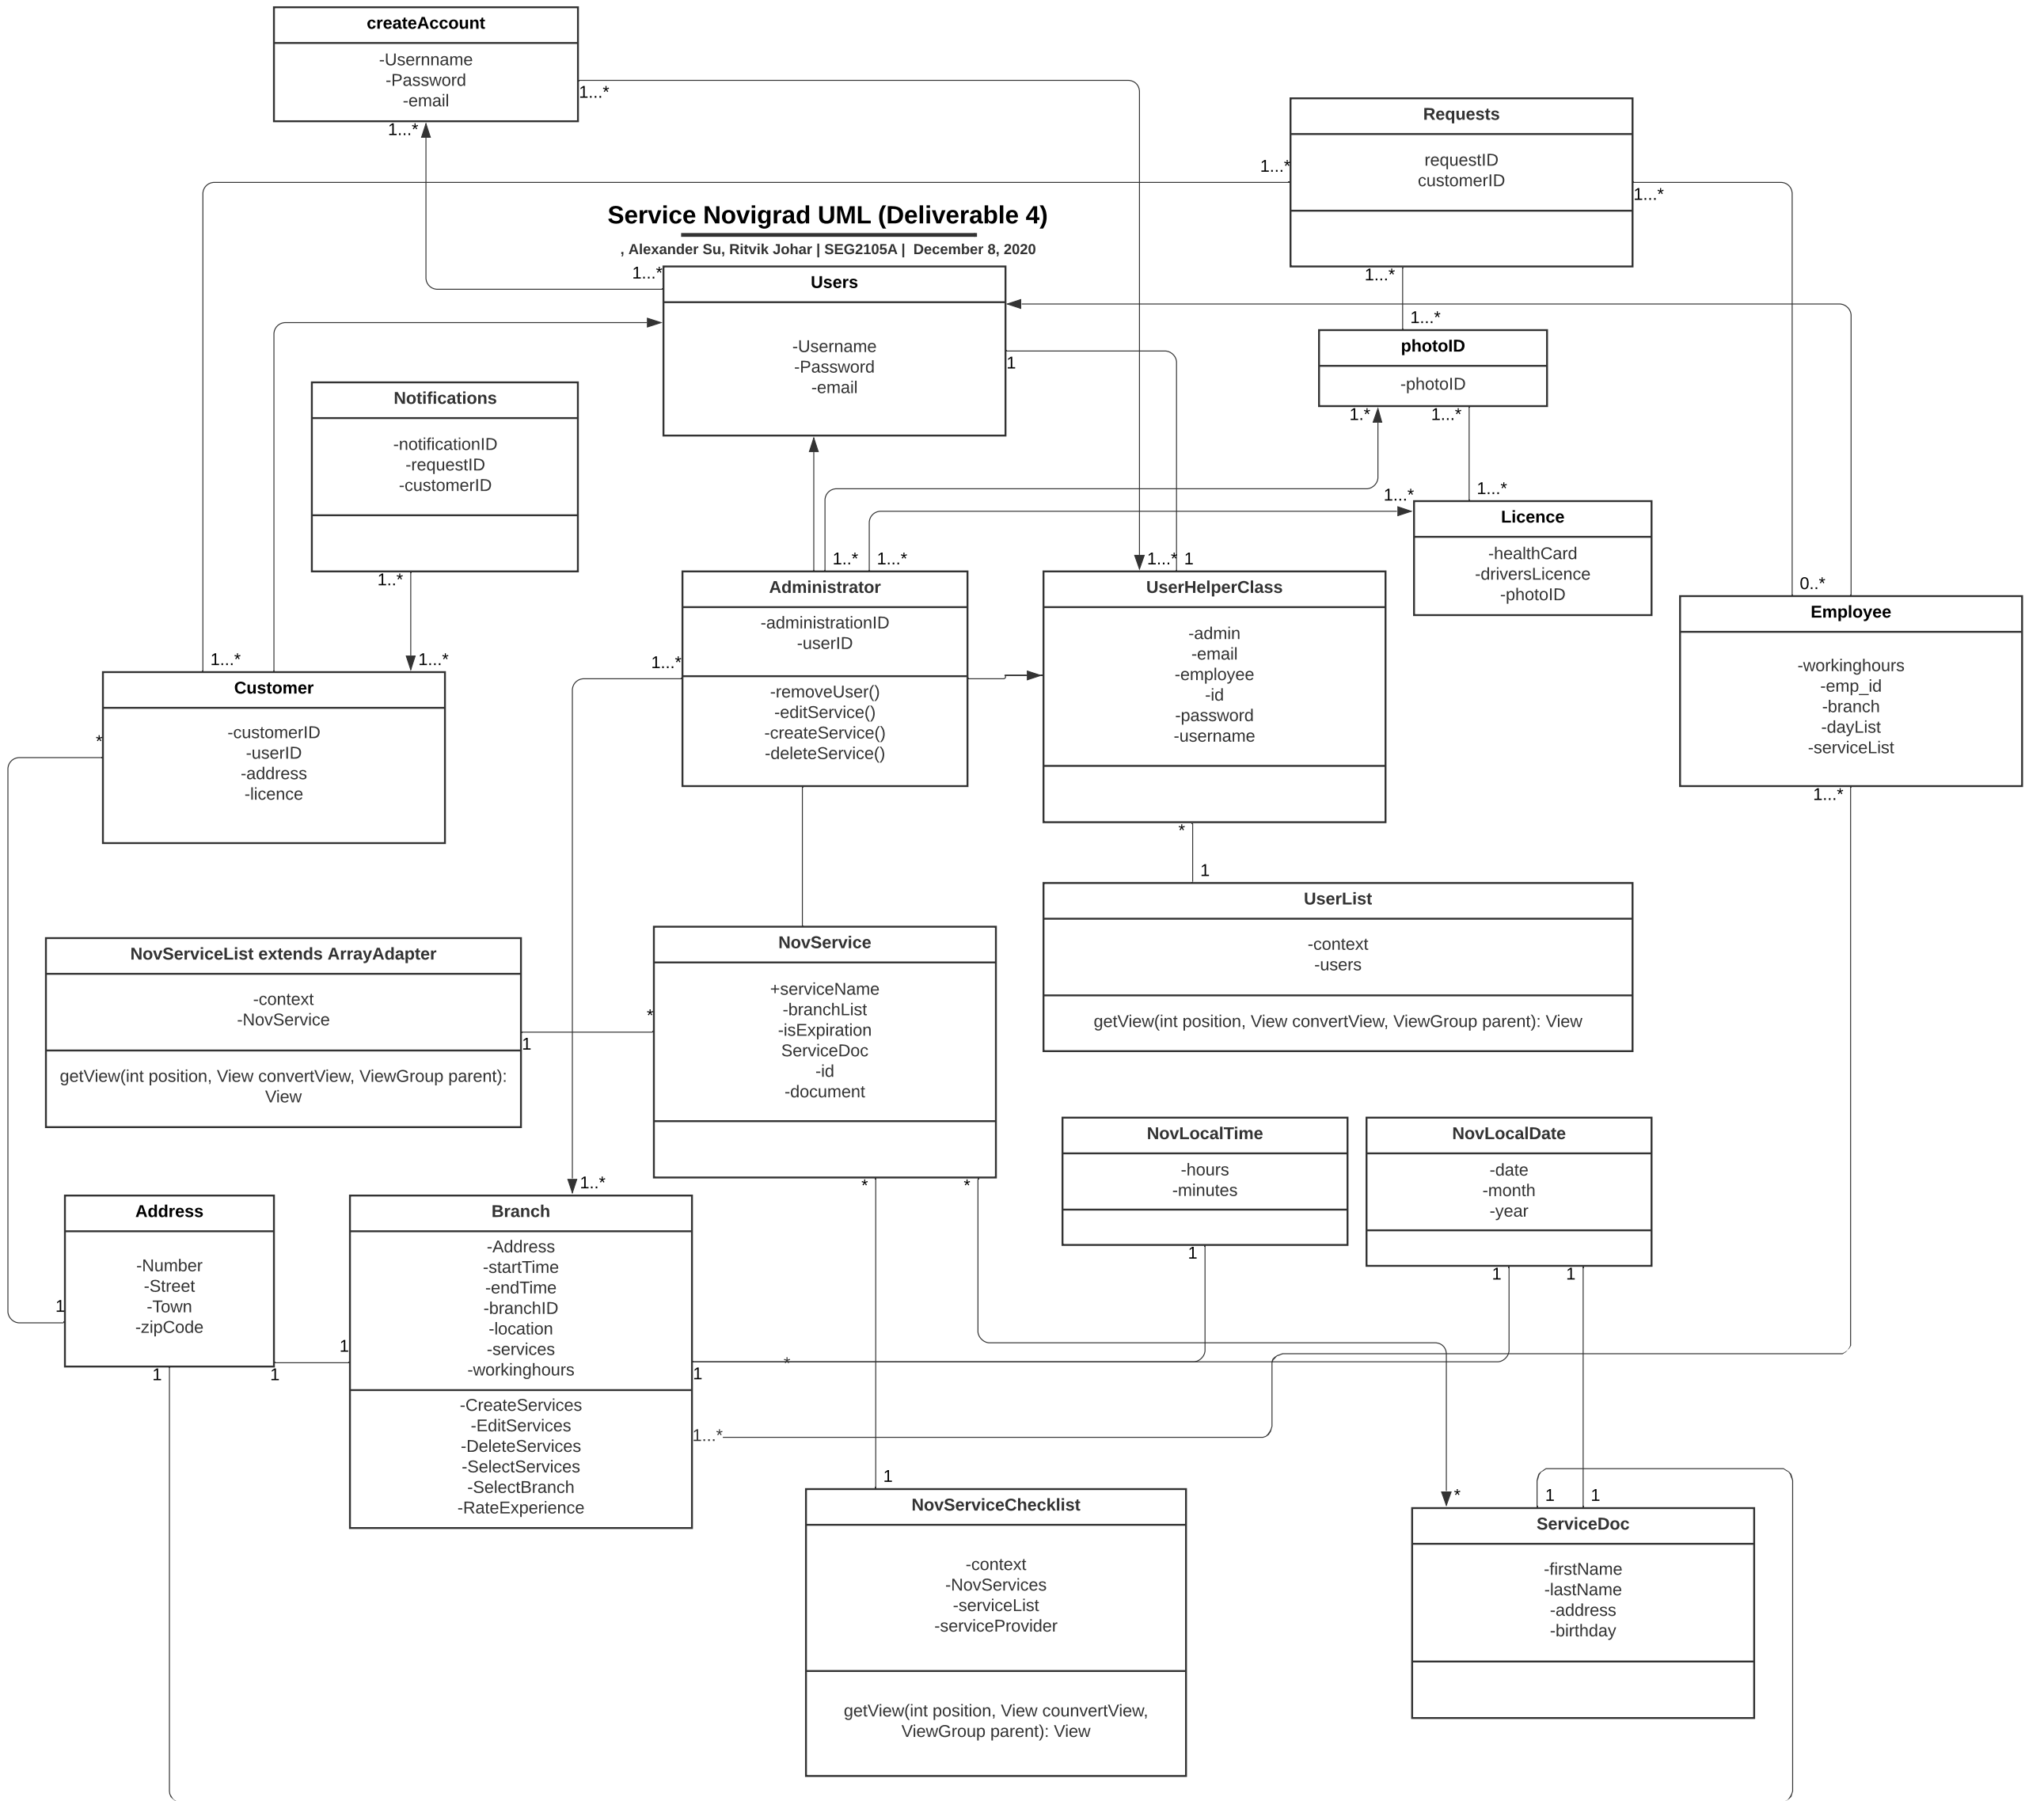 createAccount
-Usernname
-Password
-email
1...*
1...*
Requests
requestID
customerID
1...*
1...*
1...*
Service Novigrad UML (Deliverable 4)
, Alexander Su, Ritvik Johar | SEG2105A |  December 8, 2020
1...*
Users
-Username
-Password
-email
1
1...*
photoID
-photoID
1.*
1...*
Notifications
-notificationID
-requestID
-customerID
1..*
1...*
1...*
Licence
-healthCard
-driversLicence
-photoID
1..*
1...*
1...*
1
0..*
Administrator
-administrationID
-userID
-removeUser()
-editService()
-createService()
-deleteService()
1...*
UserHelperClass
-admin
-email
-employee
-id
-password
-username
*
Employee
-workinghours
-emp_id
-branch
-dayList
-serviceList
1...*
1...*
1...*
Customer
-customerID
-userID
-address
-licence
*
1
UserList
-context
-users
getView(int position, View convertView, ViewGroup parent): View
NovServiceList extends ArrayAdapter
-context
-NovService
getView(int position, View convertView, ViewGroup parent):
View
1
*
NovService
+serviceName
-branchList
-isExpiration
ServiceDoc
-id
-document
*
*
NovLocalTime
-hours
-minutes
1
NovLocalDate
-date
-month
-year
1
1
1..*
Address
-Number
-Street
-Town
-zipCode
1
1
1
1
Branch
-Address
-startTime
-endTime
-branchID
-location
-services
-workinghours
-CreateServices
-EditServices
-DeleteServices
-SelectServices
-SelectBranch
-RateExperience
*
1
1...*
1
NovServiceChecklist
-context
-NovServices
-serviceList
-serviceProvider
getView(int position, View counvertView,
ViewGroup parent): View
*
1
1
ServiceDoc
-firstName
-lastName
-address
-birthday